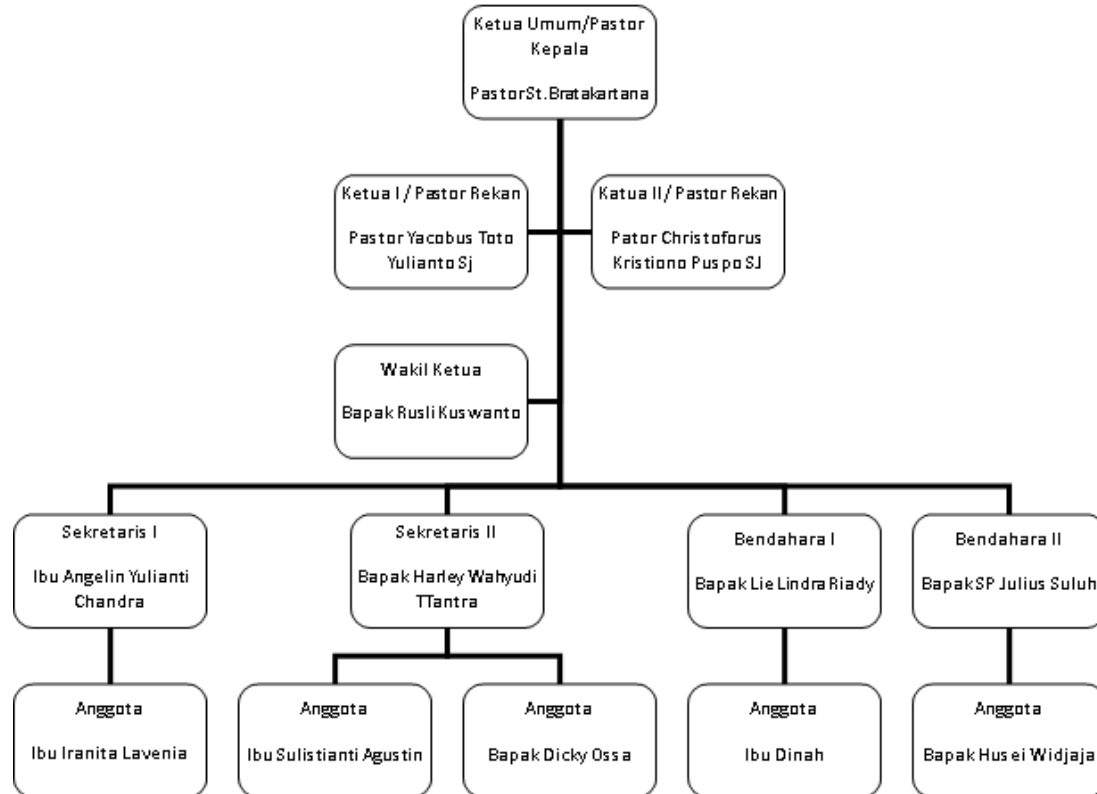 Ketua Umum/Pastor
Kepala
Pastor St. Bratakartana
Ketua I / Pastor Rekan
Pastor Yacobus Toto
Yulianto Sj
Katua II / Pastor Rekan
Pator Christoforus
Kristiono Puspo SJ
Wakil Ketua
Bapak Rusli Kuswanto
Sekretaris I
Ibu Angelin Yulianti
Chandra
Sekretaris II
Bapak Harley Wahyudi
TTantra
Bendahara I
Bapak Lie Lindra Riady
Bendahara II
Bapak SP Julius Suluh
Anggota
Ibu Iranita Lavenia
Anggota
Ibu Sulistianti Agustin
Anggota
Bapak Dicky Ossa
Anggota
Ibu Dinah
Anggota
Bapak Husei Widjaja